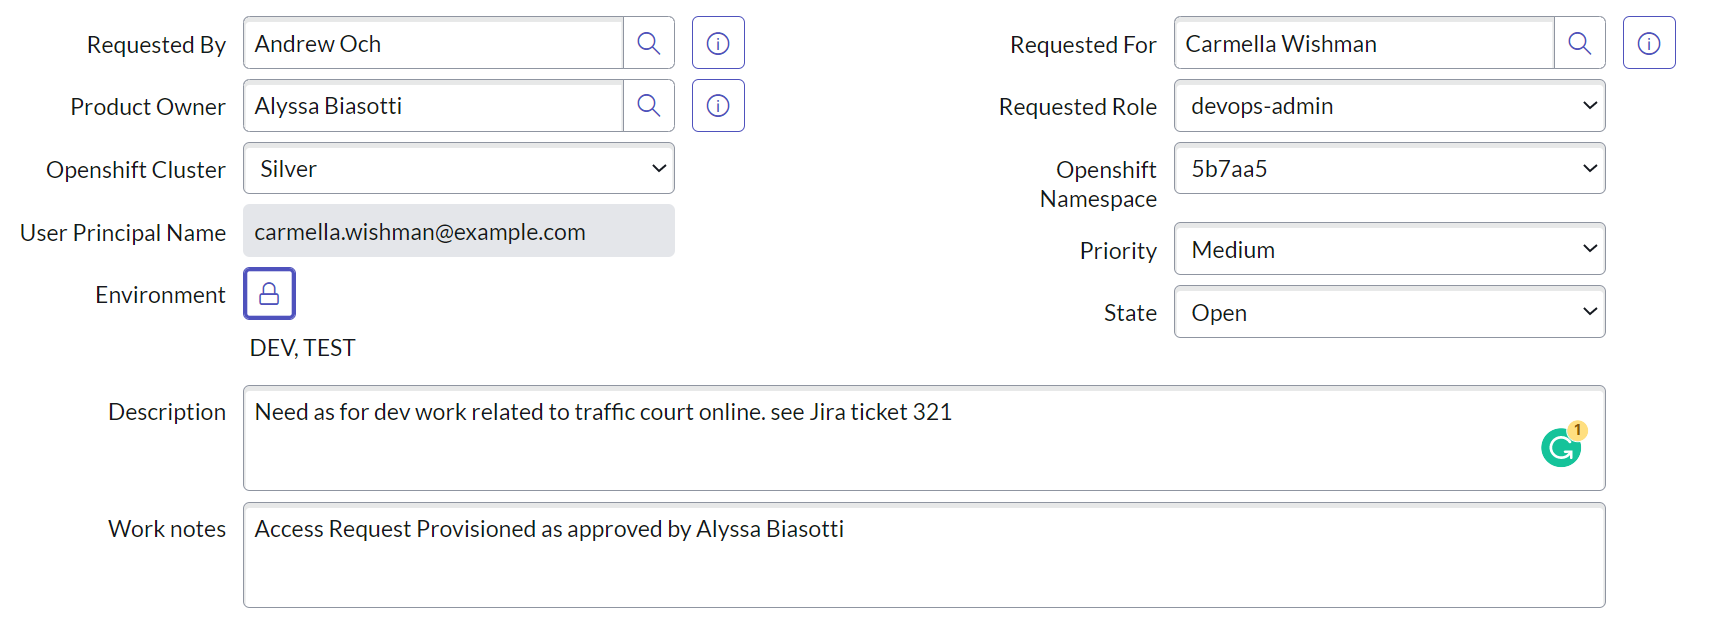 Requested By Andrew Och
Requested For Carmella Wishman
Product Owner Alyssa Biasotti
Requested Role devops-admin
Openshift Cluster Silver
Openshift Namespace 5b7aa5
User Principal Name carmella.wishman@example.com
Priority Medium
Environment
State Open
DEV, TEST
Description Need as for dev work related to traffic court online. see Jira ticket 321
1
Work notes Access Request Provisioned as approved by Alyssa Biasotti